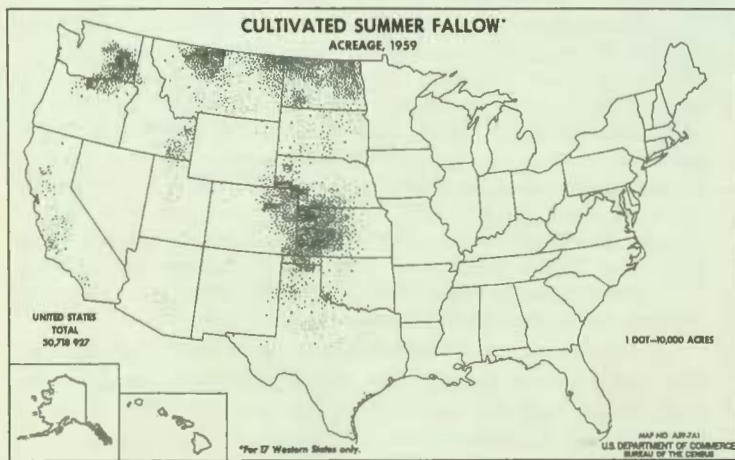 CULTIVATED SUMMER FALLOW*
ACREAGE, 1959
UNITED STATES
TOTAL
30,718 927
1 DOT—10,000 ACRES
*For 17 Western States only.
MAP NO. A59-7A1
U.S. DEPARTMENT OF COMMERCE
BUREAU OF THE CENSUS